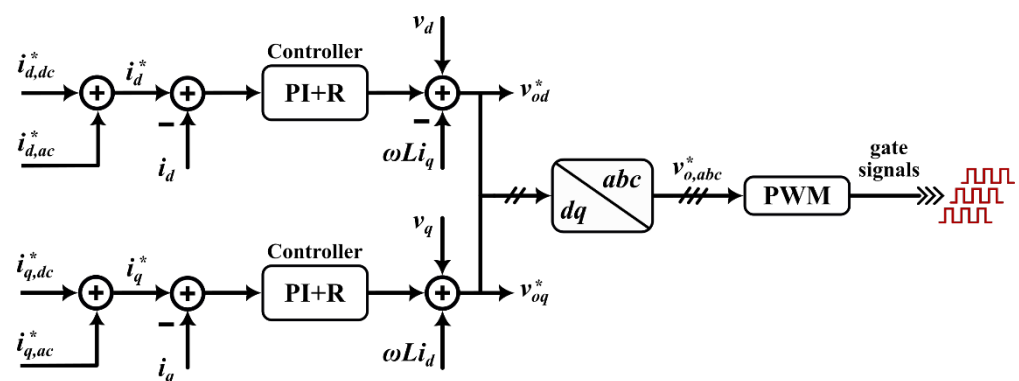 v_d
Controller
i*_{d,dc}
+
i*_d
+
PI+R
+
v*_{od}
−
−
i*_{d,ac}
i_d
ωLi_q
gate
signals
abc
dq
v*_{o,abc}
PWM
v_q
Controller
i*_{q,dc}
+
i*_q
+
PI+R
+
v*_{oq}
−
i*_{q,ac}
i_q
ωLi_d